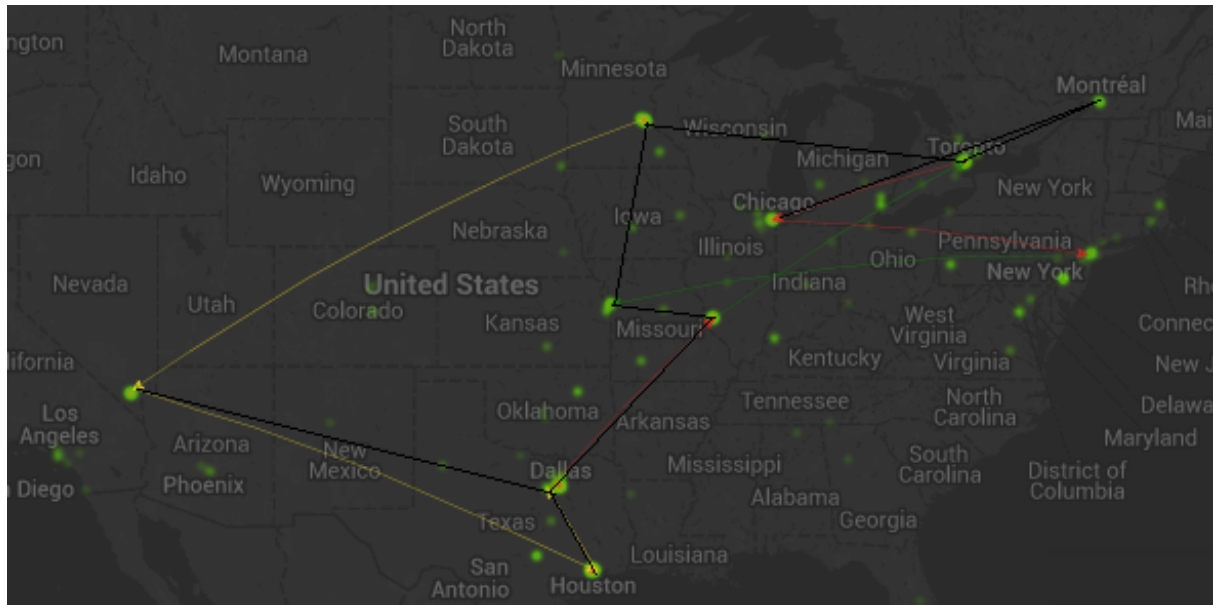 North
Dakota
ngton
Montana
Minnesota
Montréal
South
Dakota
Wisconsin
Mai
Toronto
gon
Michigan
Idaho
Wyoming
New York
Chicago
Iowa
Nebraska
Illinois
Pennsylvania
Ohio
New York
Nevada
United States
Indiana
Rho
Utah
Colorado
Kansas
Missouri
West
Virginia
Connec
lifornia
Kentucky
Virginia
New J
Los
Angeles
Oklahoma
Tennessee
North
Carolina
Delawa
Arizona
Arkansas
New
Mexico
Maryland
Dallas
Mississippi
South
Carolina
n Diego
Phoenix
District of
Columbia
Alabama
Texas
Georgia
Louisiana
San
Antonio
Houston